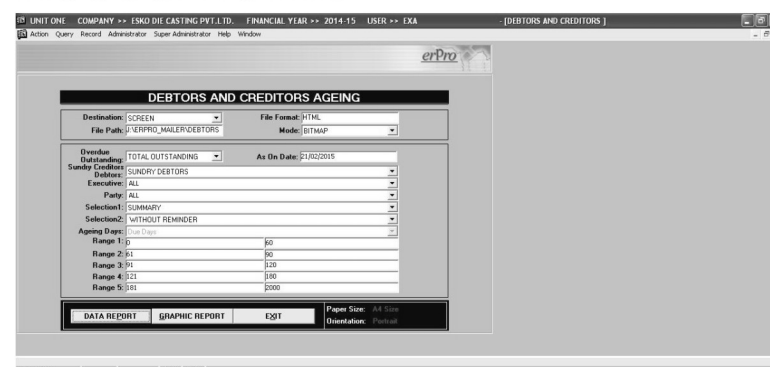 UNIT ONE COMPANY >> ESKO DIE CASTING PVT.LTD. FINANCIAL YEAR >> 2014-15 USER >> EXA - [DEBTORS AND CREDITORS ]
Action Query Record Administrator Super Administrator Help Window
erPro
DEBTORS AND CREDITORS AGEING
Destination: SCREEN File Format: HTML
File Path: J:\ERPRO_MAILER\DEBTORS Mode: BITMAP
Overdue
Outstanding: TOTAL OUTSTANDING As On Date: 21/02/2015
Sundry Creditors
Debtors: SUNDRY DEBTORS
Executive: ALL
Party: ALL
Selection1: SUMMARY
Selection2: WITHOUT REMINDER
Ageing Days: Due Days
Range 1: 0 60
Range 2: 61 90
Range 3: 91 120
Range 4: 121 180
Range 5: 181 2000
DATA REPORT GRAPHIC REPORT EXIT
Paper Size: A4 Size
Orientation: Portrait